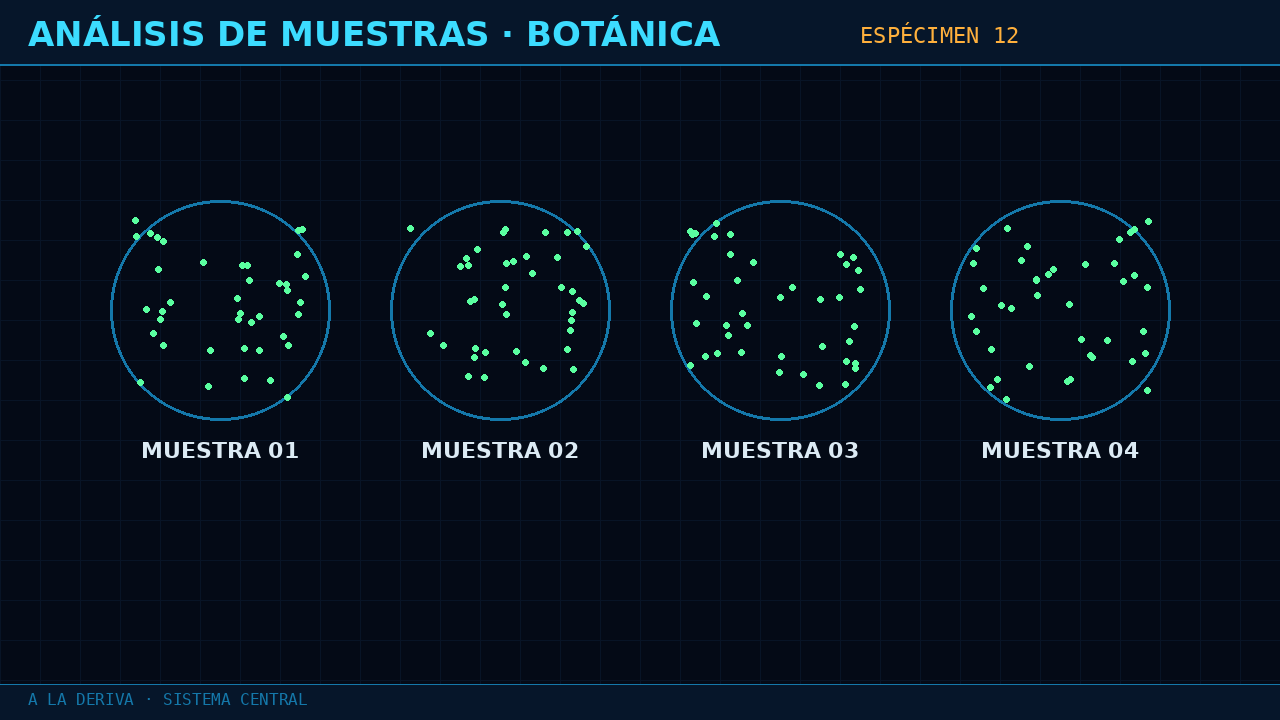 ANÁLISIS DE MUESTRAS · BOTÁNICA
ESPÉCIMEN 12
MUESTRA 01
MUESTRA 02
MUESTRA 03
MUESTRA 04
A LA DERIVA · SISTEMA CENTRAL